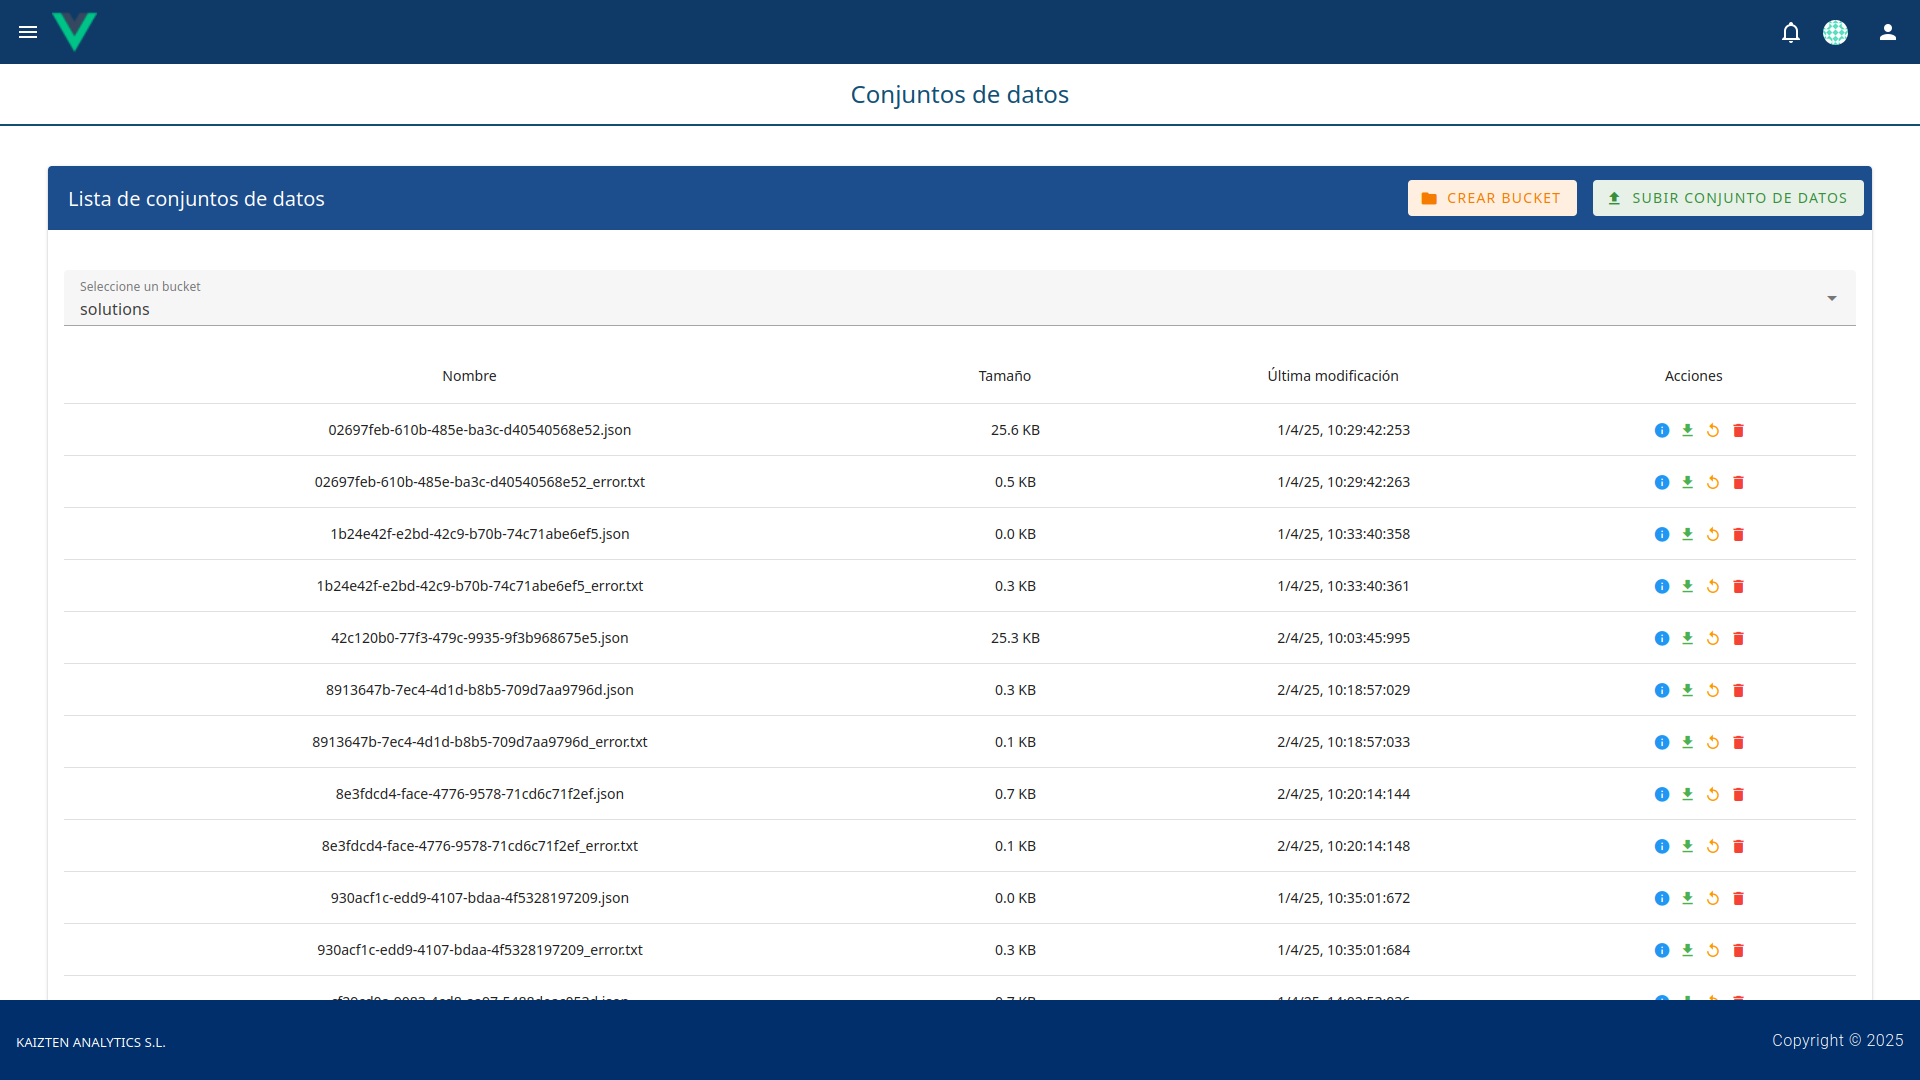 Conjuntos de datos
Lista de conjuntos de datos
CREAR BUCKET
SUBIR CONJUNTO DE DATOS
Seleccione un bucket
solutions
Nombre Tamaño Última modificación Acciones
02697feb-610b-485e-ba3c-d40540568e52.json 25.6 KB 1/4/25, 10:29:42:253
02697feb-610b-485e-ba3c-d40540568e52_error.txt 0.5 KB 1/4/25, 10:29:42:263
1b24e42f-e2bd-42c9-b70b-74c71abe6ef5.json 0.0 KB 1/4/25, 10:33:40:358
1b24e42f-e2bd-42c9-b70b-74c71abe6ef5_error.txt 0.3 KB 1/4/25, 10:33:40:361
42c120b0-77f3-479c-9935-9f3b968675e5.json 25.3 KB 2/4/25, 10:03:45:995
8913647b-7ec4-4d1d-b8b5-709d7aa9796d.json 0.3 KB 2/4/25, 10:18:57:029
8913647b-7ec4-4d1d-b8b5-709d7aa9796d_error.txt 0.1 KB 2/4/25, 10:18:57:033
8e3fdcd4-face-4776-9578-71cd6c71f2ef.json 0.7 KB 2/4/25, 10:20:14:144
8e3fdcd4-face-4776-9578-71cd6c71f2ef_error.txt 0.1 KB 2/4/25, 10:20:14:148
930acf1c-edd9-4107-bdaa-4f5328197209.json 0.0 KB 1/4/25, 10:35:01:672
930acf1c-edd9-4107-bdaa-4f5328197209_error.txt 0.3 KB 1/4/25, 10:35:01:684
KAIZTEN ANALYTICS S.L.
Copyright © 2025